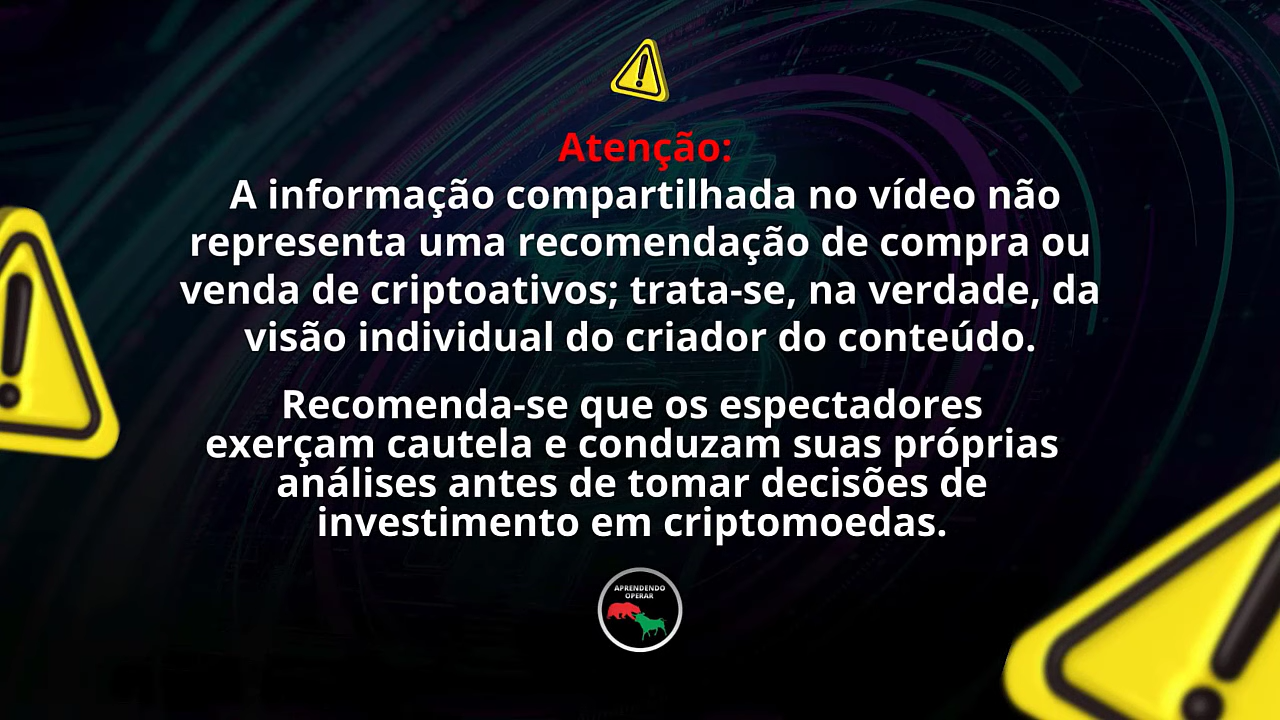 Atenção:
A informação compartilhada no vídeo não
representa uma recomendação de compra ou
venda de criptoativos; trata-se, na verdade, da
visão individual do criador do conteúdo.
Recomenda-se que os espectadores
exerçam cautela e conduzam suas próprias
análises antes de tomar decisões de
investimento em criptomoedas.
APRENDENDO
OPERAR